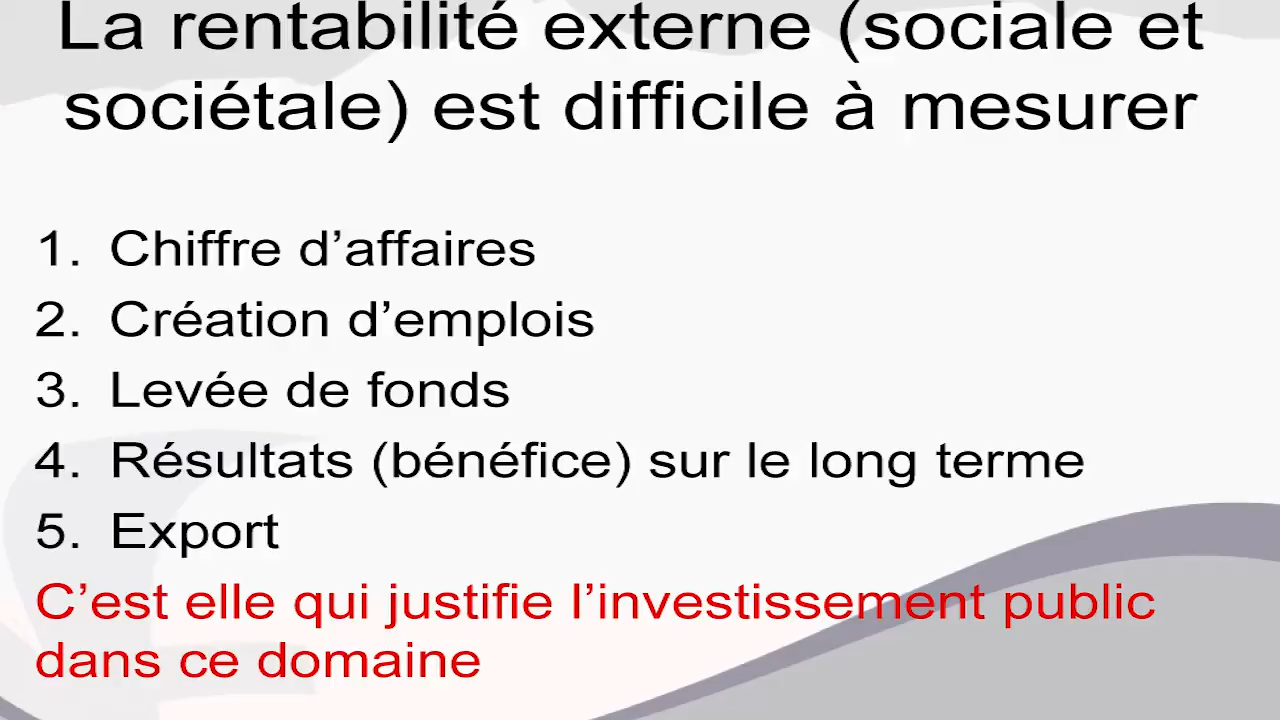 La rentabilité externe (sociale et
sociétale) est difficile à mesurer
1. Chiffre d’affaires
2. Création d’emplois
3. Levée de fonds
4. Résultats (bénéfice) sur le long terme
5. Export
C’est elle qui justifie l’investissement public
dans ce domaine